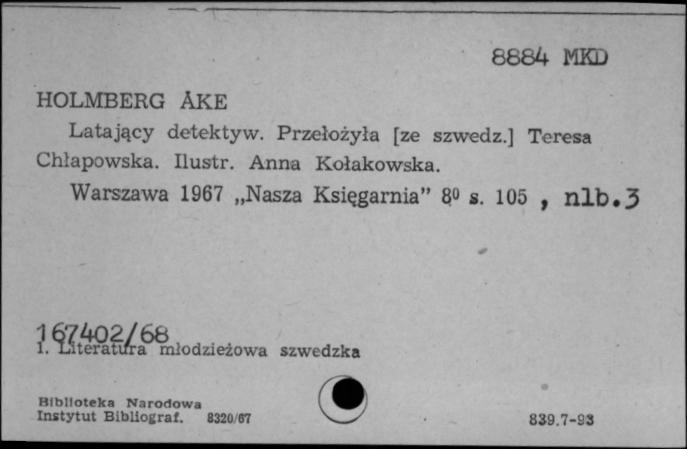 8884 MKD
HOLMBERG ÅKE
Latający detektyw. Przełożyła [ze szwedz.] Teresa
Chłapowska. Ilustr. Anna Kołakowska.
Warszawa 1967 „Nasza Księgarnia” 8⁰ s. 105 , nlb.3
167402/68
1. Literatura młodzieżowa szwedzka
Biblioteka Narodowa
Instytut Bibliograf. 8320/67
839.7-93